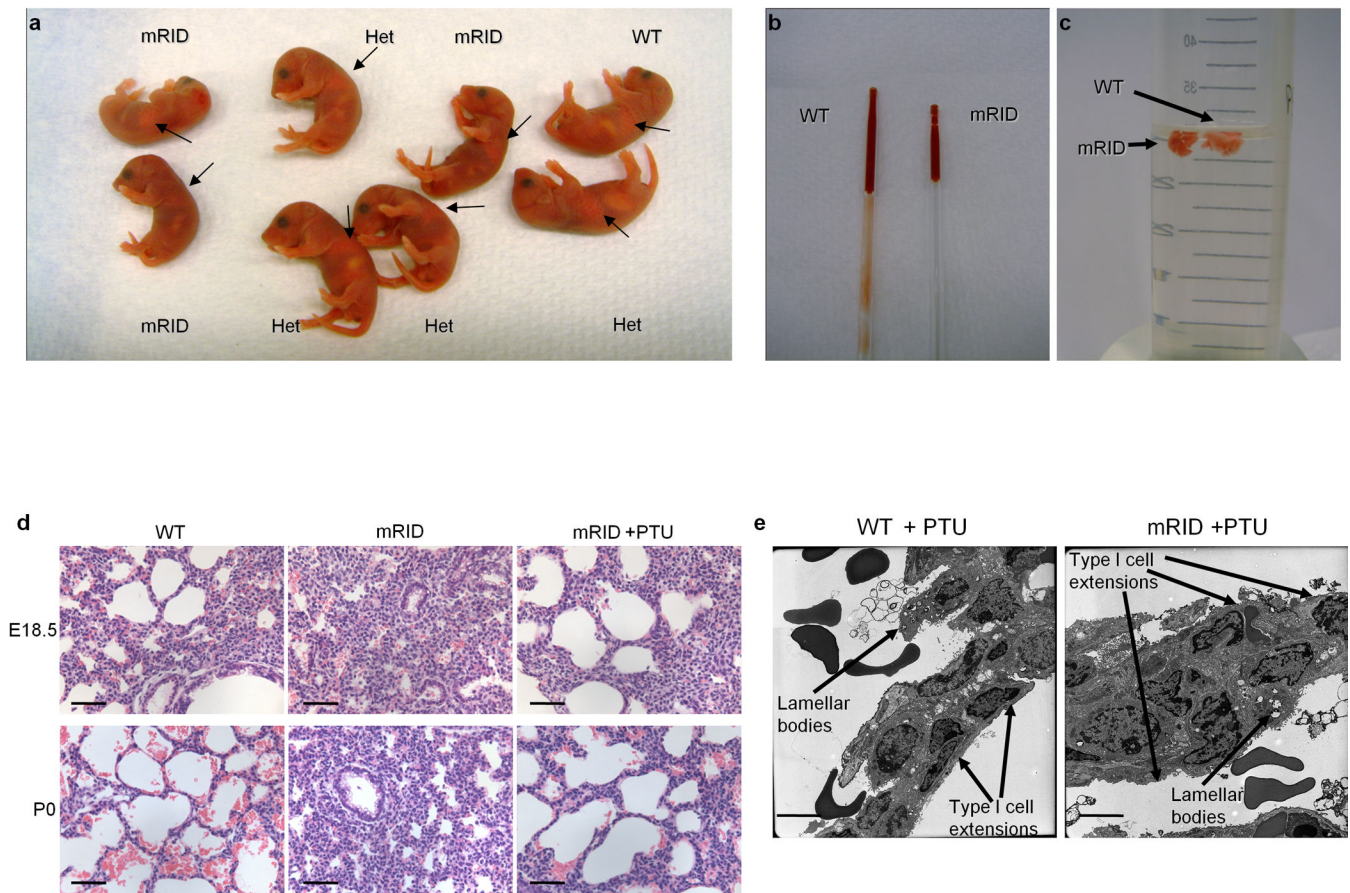 a
mRID
Het
mRID
WT
mRID
Het
Het
Het
b
WT
mRID
c
40
35
WT
mRID
d
WT
mRID
mRID +PTU
E18.5
P0
e
WT + PTU
mRID +PTU
Lamellar
bodies
Type I cell
extensions
Type I cell
extensions
Lamellar
bodies